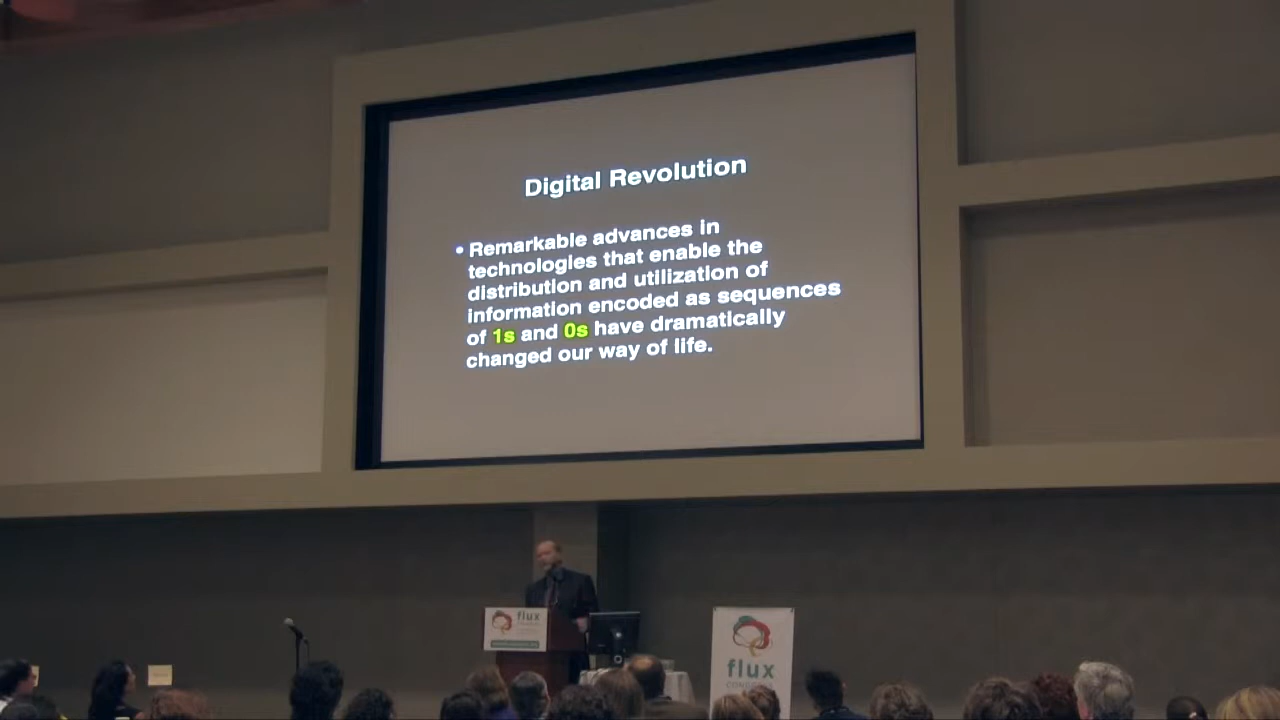 Digital Revolution
• Remarkable advances in
technologies that enable the
distribution and utilization of
information encoded as sequences
of 1s and 0s have dramatically
changed our way of life.
flux
flux